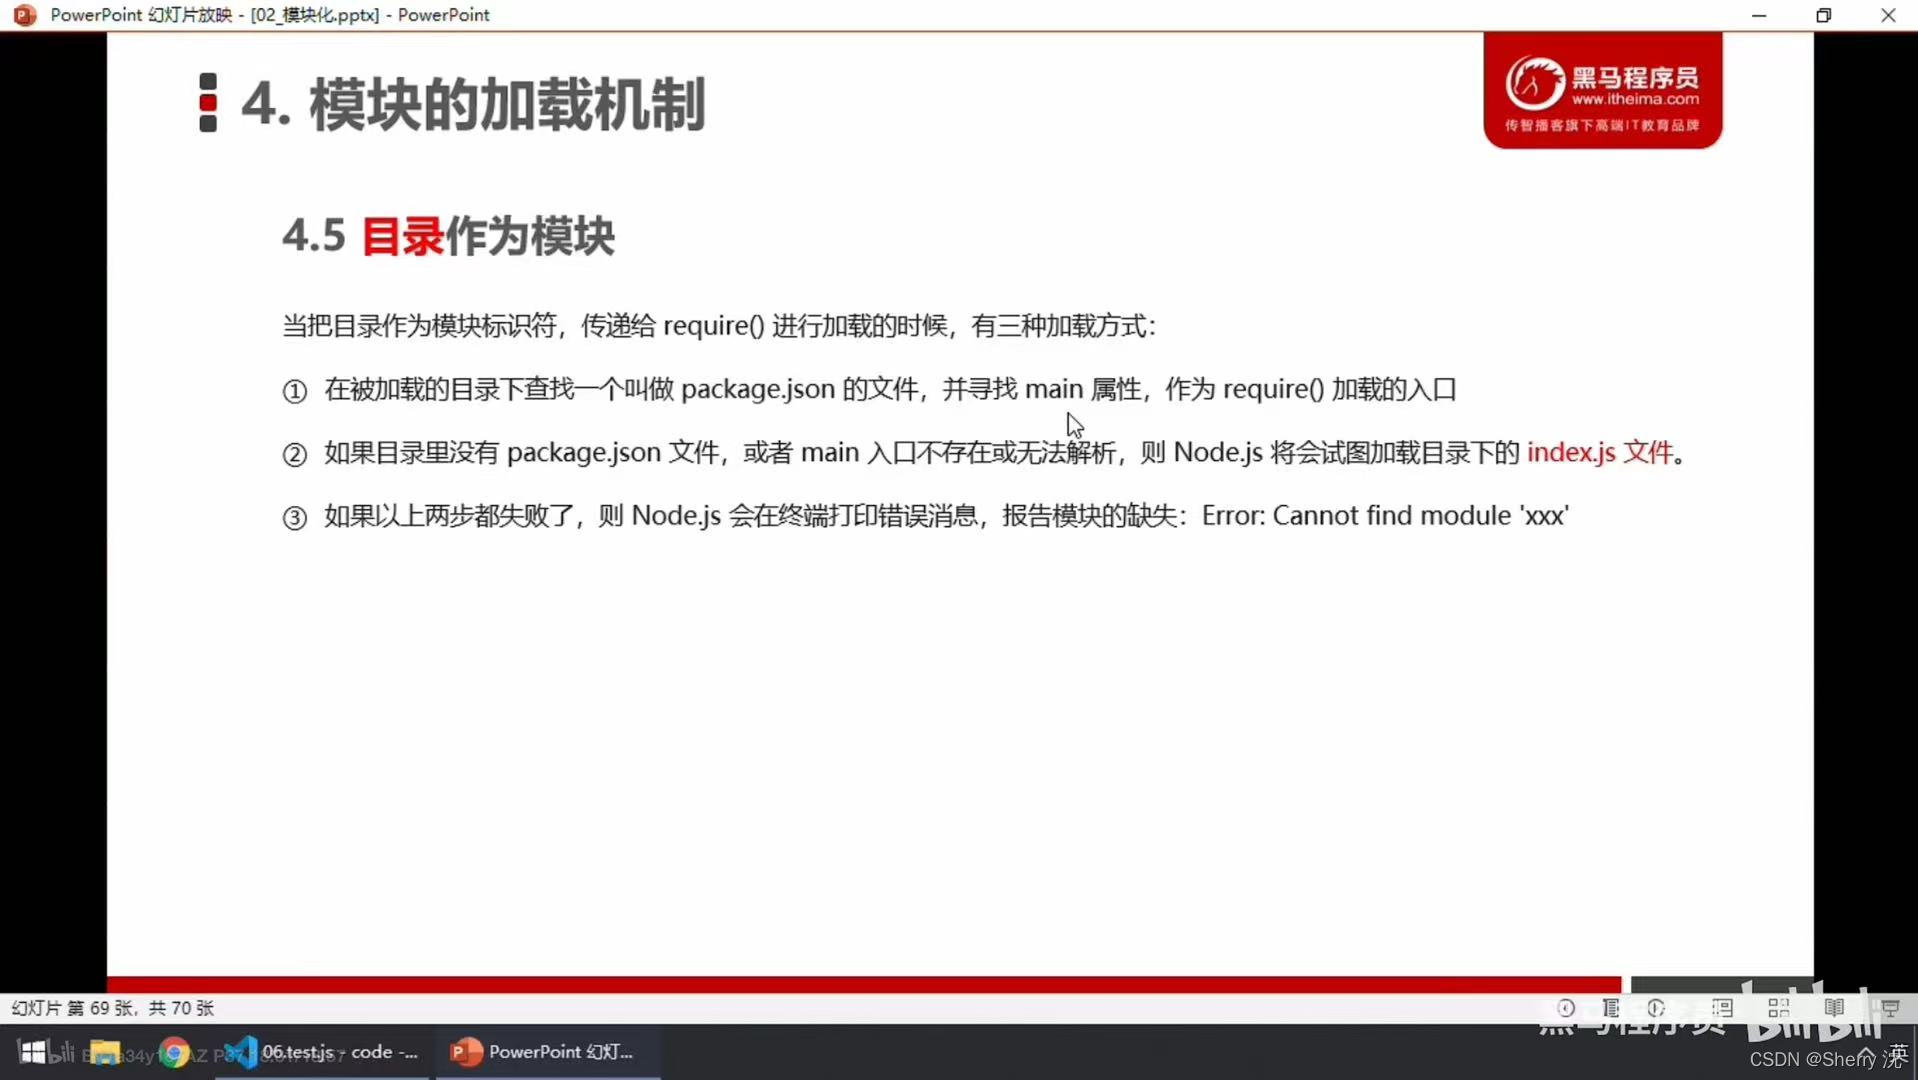 PowerPoint 幻灯片放映 - [02_模块化.pptx] - PowerPoint
4. 模块的加载机制
黑马程序员
www.itheima.com
传智播客旗下高端IT教育品牌
4.5 目录作为模块
当把目录作为模块标识符，传递给 require() 进行加载的时候，有三种加载方式：
① 在被加载的目录下查找一个叫做 package.json 的文件，并寻找 main 属性，作为 require() 加载的入口
② 如果目录里没有 package.json 文件，或者 main 入口不存在或无法解析，则 Node.js 将会试图加载目录下的 index.js 文件。
③ 如果以上两步都失败了，则 Node.js 会在终端打印错误消息，报告模块的缺失：Error: Cannot find module 'xxx'
幻灯片 第 69 张，共 70 张
黑马程序员 bilibili
06.test.js - code -...
PowerPoint 幻灯...
英
CSDN @Sherry 沈